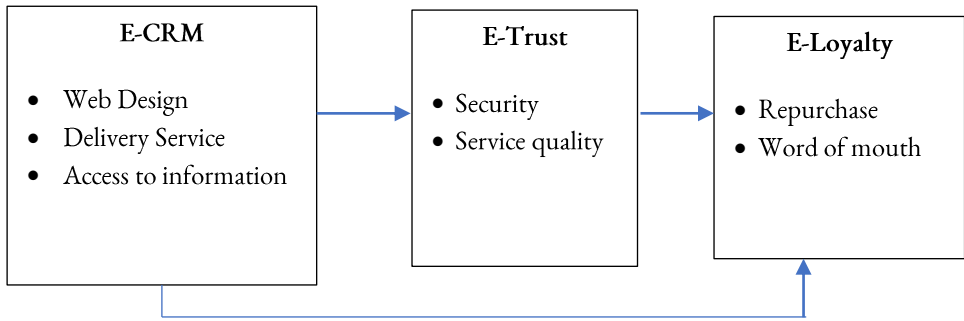 E-CRM
• Web Design
• Delivery Service
• Access to information
E-Trust
• Security
• Service quality
E-Loyalty
• Repurchase
• Word of mouth